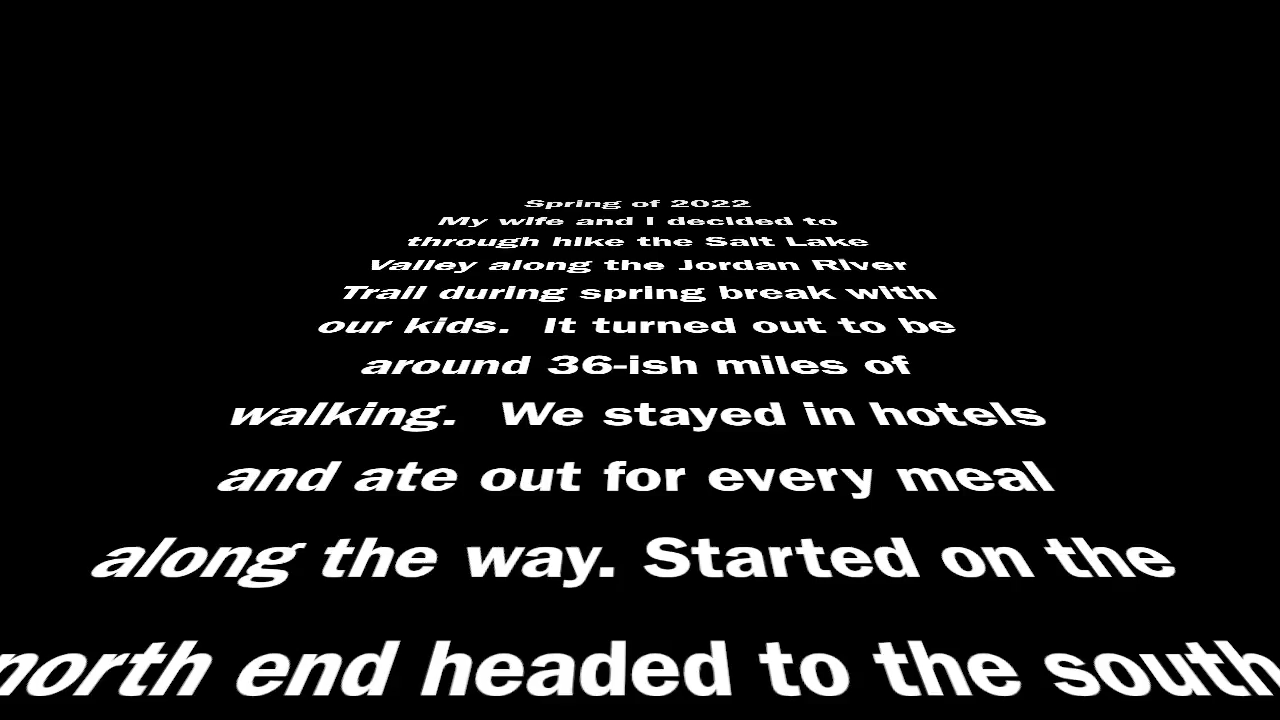 Spring of 2022
My wife and I decided to
through hike the Salt Lake
Valley along the Jordan River
Trail during spring break with
our kids.  It turned out to be
around 36-ish miles of
walking.  We stayed in hotels
and ate out for every meal
along the way. Started on the
north end headed to the south